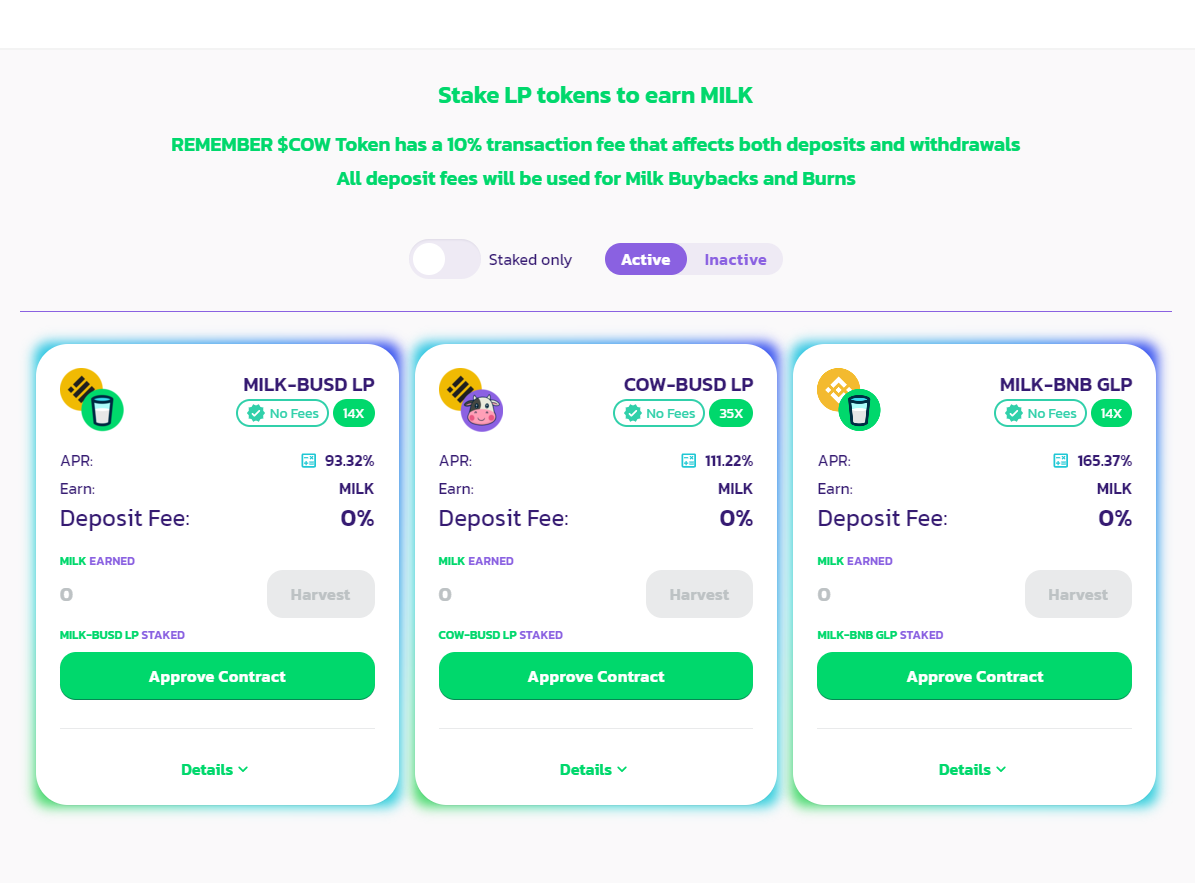 Stake LP tokens to earn MILK
REMEMBER $COW Token has a 10% transaction fee that affects both deposits and withdrawals
All deposit fees will be used for Milk Buybacks and Burns
Staked only
Active Inactive
MILK-BUSD LP
No Fees 14X
APR: 93.32%
Earn: MILK
Deposit Fee: 0%
MILK EARNED
0 Harvest
MILK-BUSD LP STAKED
Approve Contract
Details
COW-BUSD LP
No Fees 35X
APR: 111.22%
Earn: MILK
Deposit Fee: 0%
MILK EARNED
0 Harvest
COW-BUSD LP STAKED
Approve Contract
Details
MILK-BNB GLP
No Fees 14X
APR: 165.37%
Earn: MILK
Deposit Fee: 0%
MILK EARNED
0 Harvest
MILK-BNB GLP STAKED
Approve Contract
Details